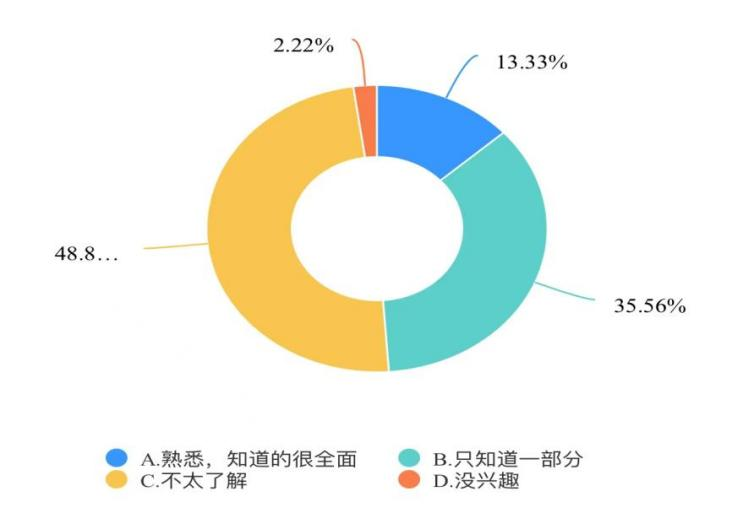 2.22%
13.33%
48.8...
35.56%
A.熟悉，知道的很全面
B.只知道一部分
C.不太了解
D.没兴趣